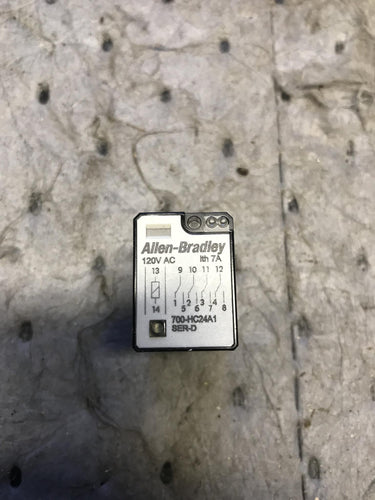 Allen-Bradley
120V AC Ith 7A
13 9 10 11 12
1 2 3 4
14 5 6 7 8
700-HC24A1
SER-D